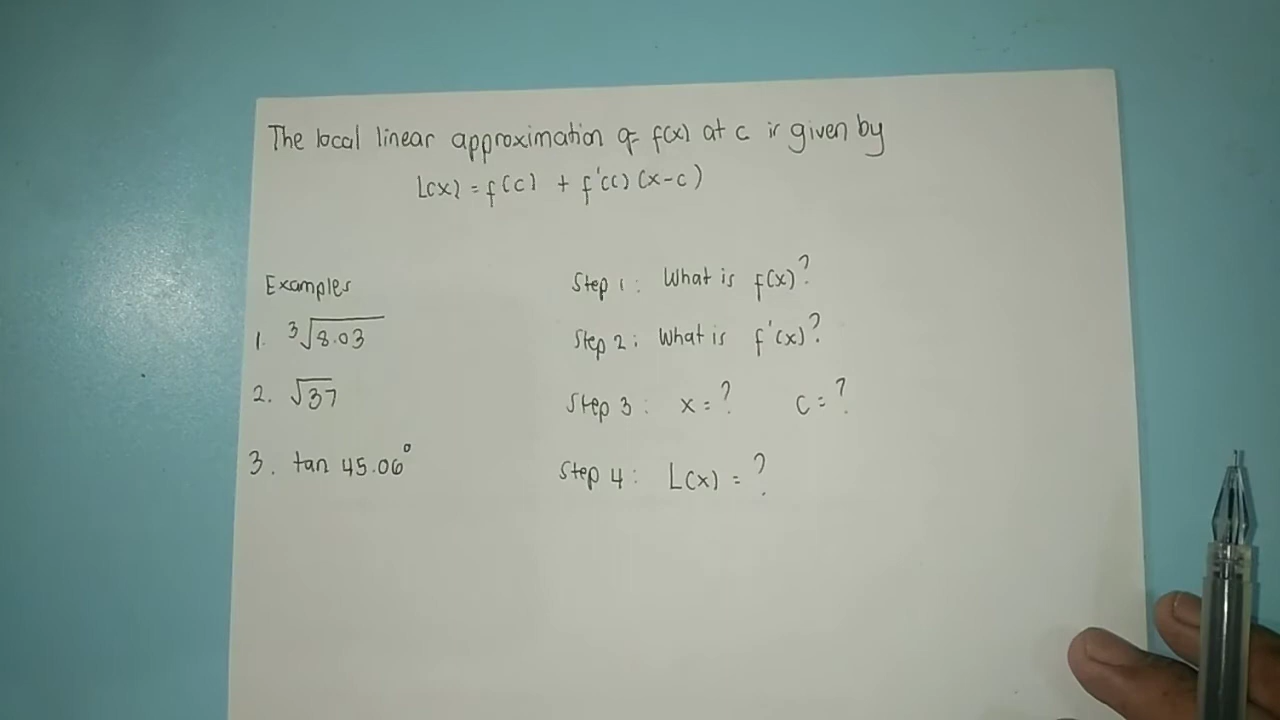 The local linear approximation of f(x) at c is given by
L(x) = f(c) + f'(c) (x-c)
Examples
1. ³√8.03
2. √37
3. tan 45.06°
Step 1: What is f(x)?
Step 2: What is f'(x)?
Step 3: x = ? c = ?
Step 4: L(x) = ?